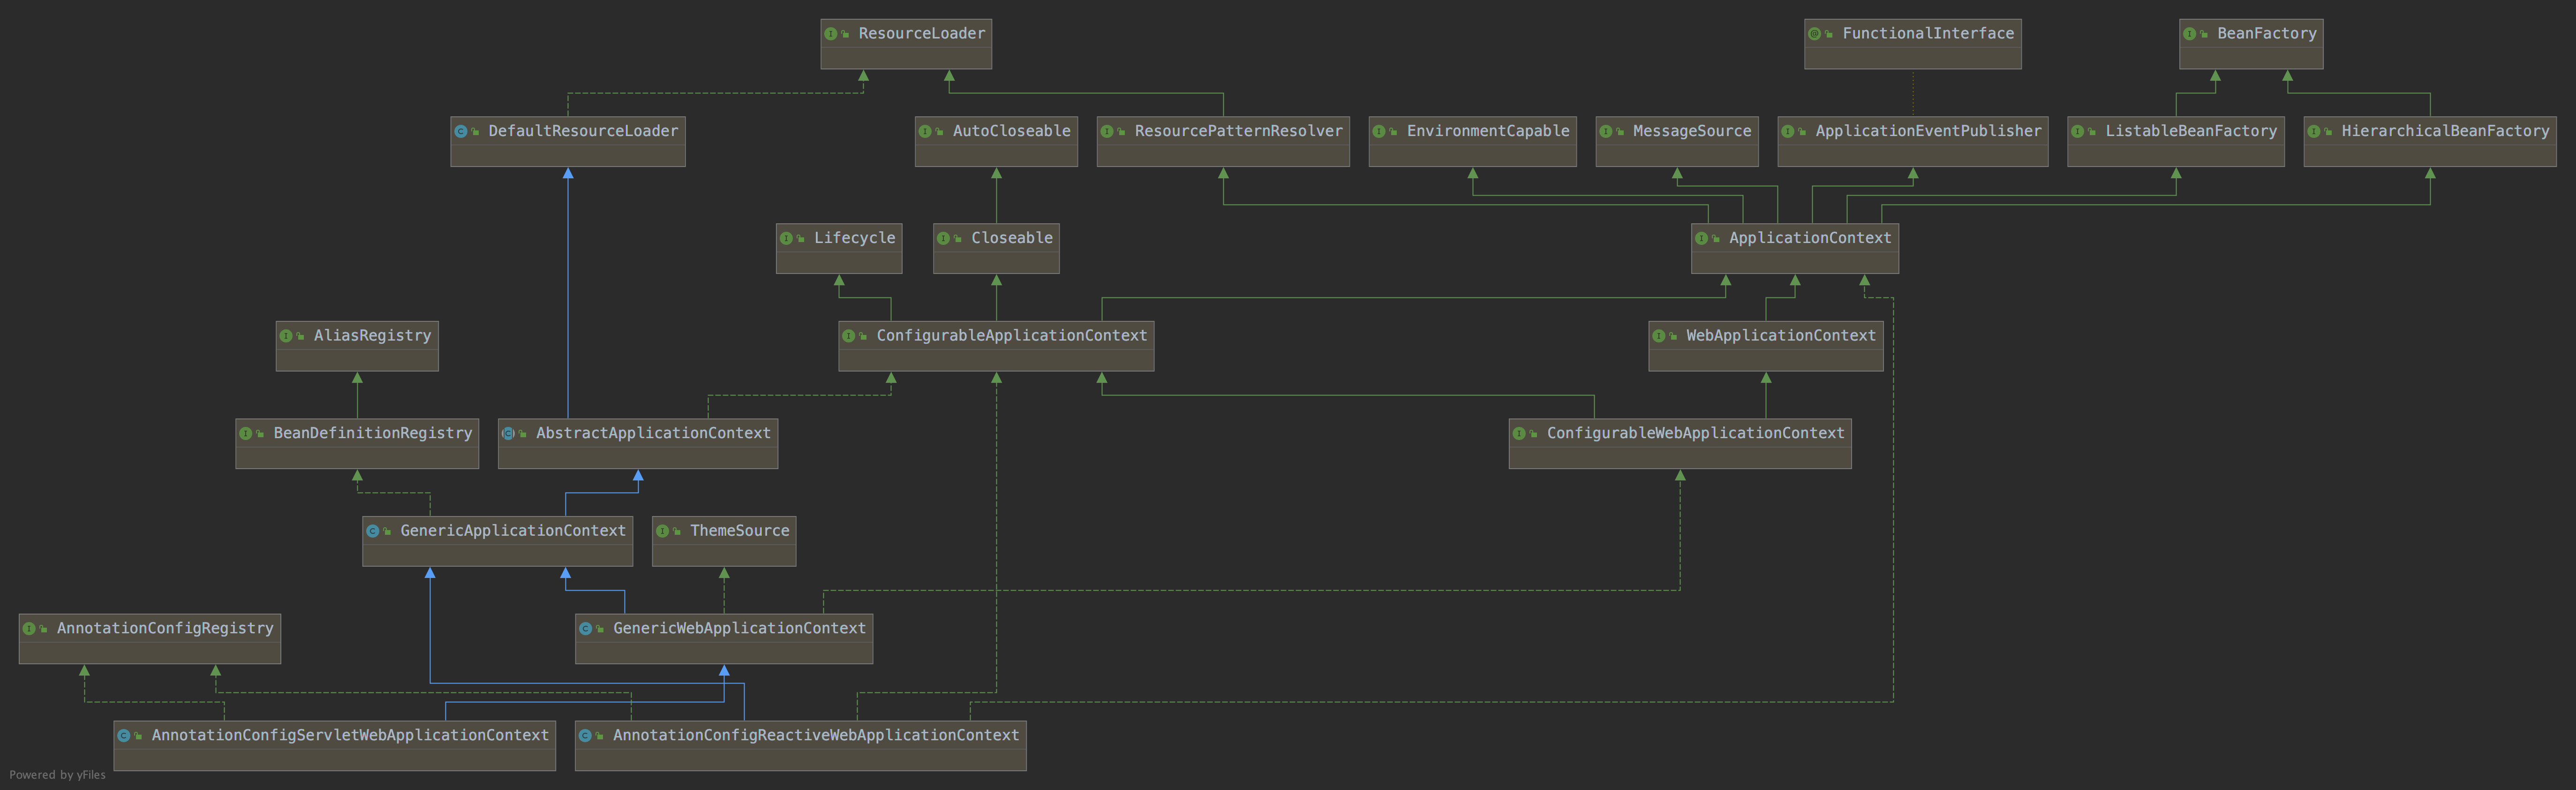 ResourceLoader
FunctionalInterface
BeanFactory
DefaultResourceLoader
AutoCloseable
ResourcePatternResolver
EnvironmentCapable
MessageSource
ApplicationEventPublisher
ListableBeanFactory
HierarchicalBeanFactory
Lifecycle
Closeable
ApplicationContext
AliasRegistry
ConfigurableApplicationContext
WebApplicationContext
BeanDefinitionRegistry
AbstractApplicationContext
ConfigurableWebApplicationContext
GenericApplicationContext
ThemeSource
AnnotationConfigRegistry
GenericWebApplicationContext
AnnotationConfigServletWebApplicationContext
AnnotationConfigReactiveWebApplicationContext
Powered by yFiles